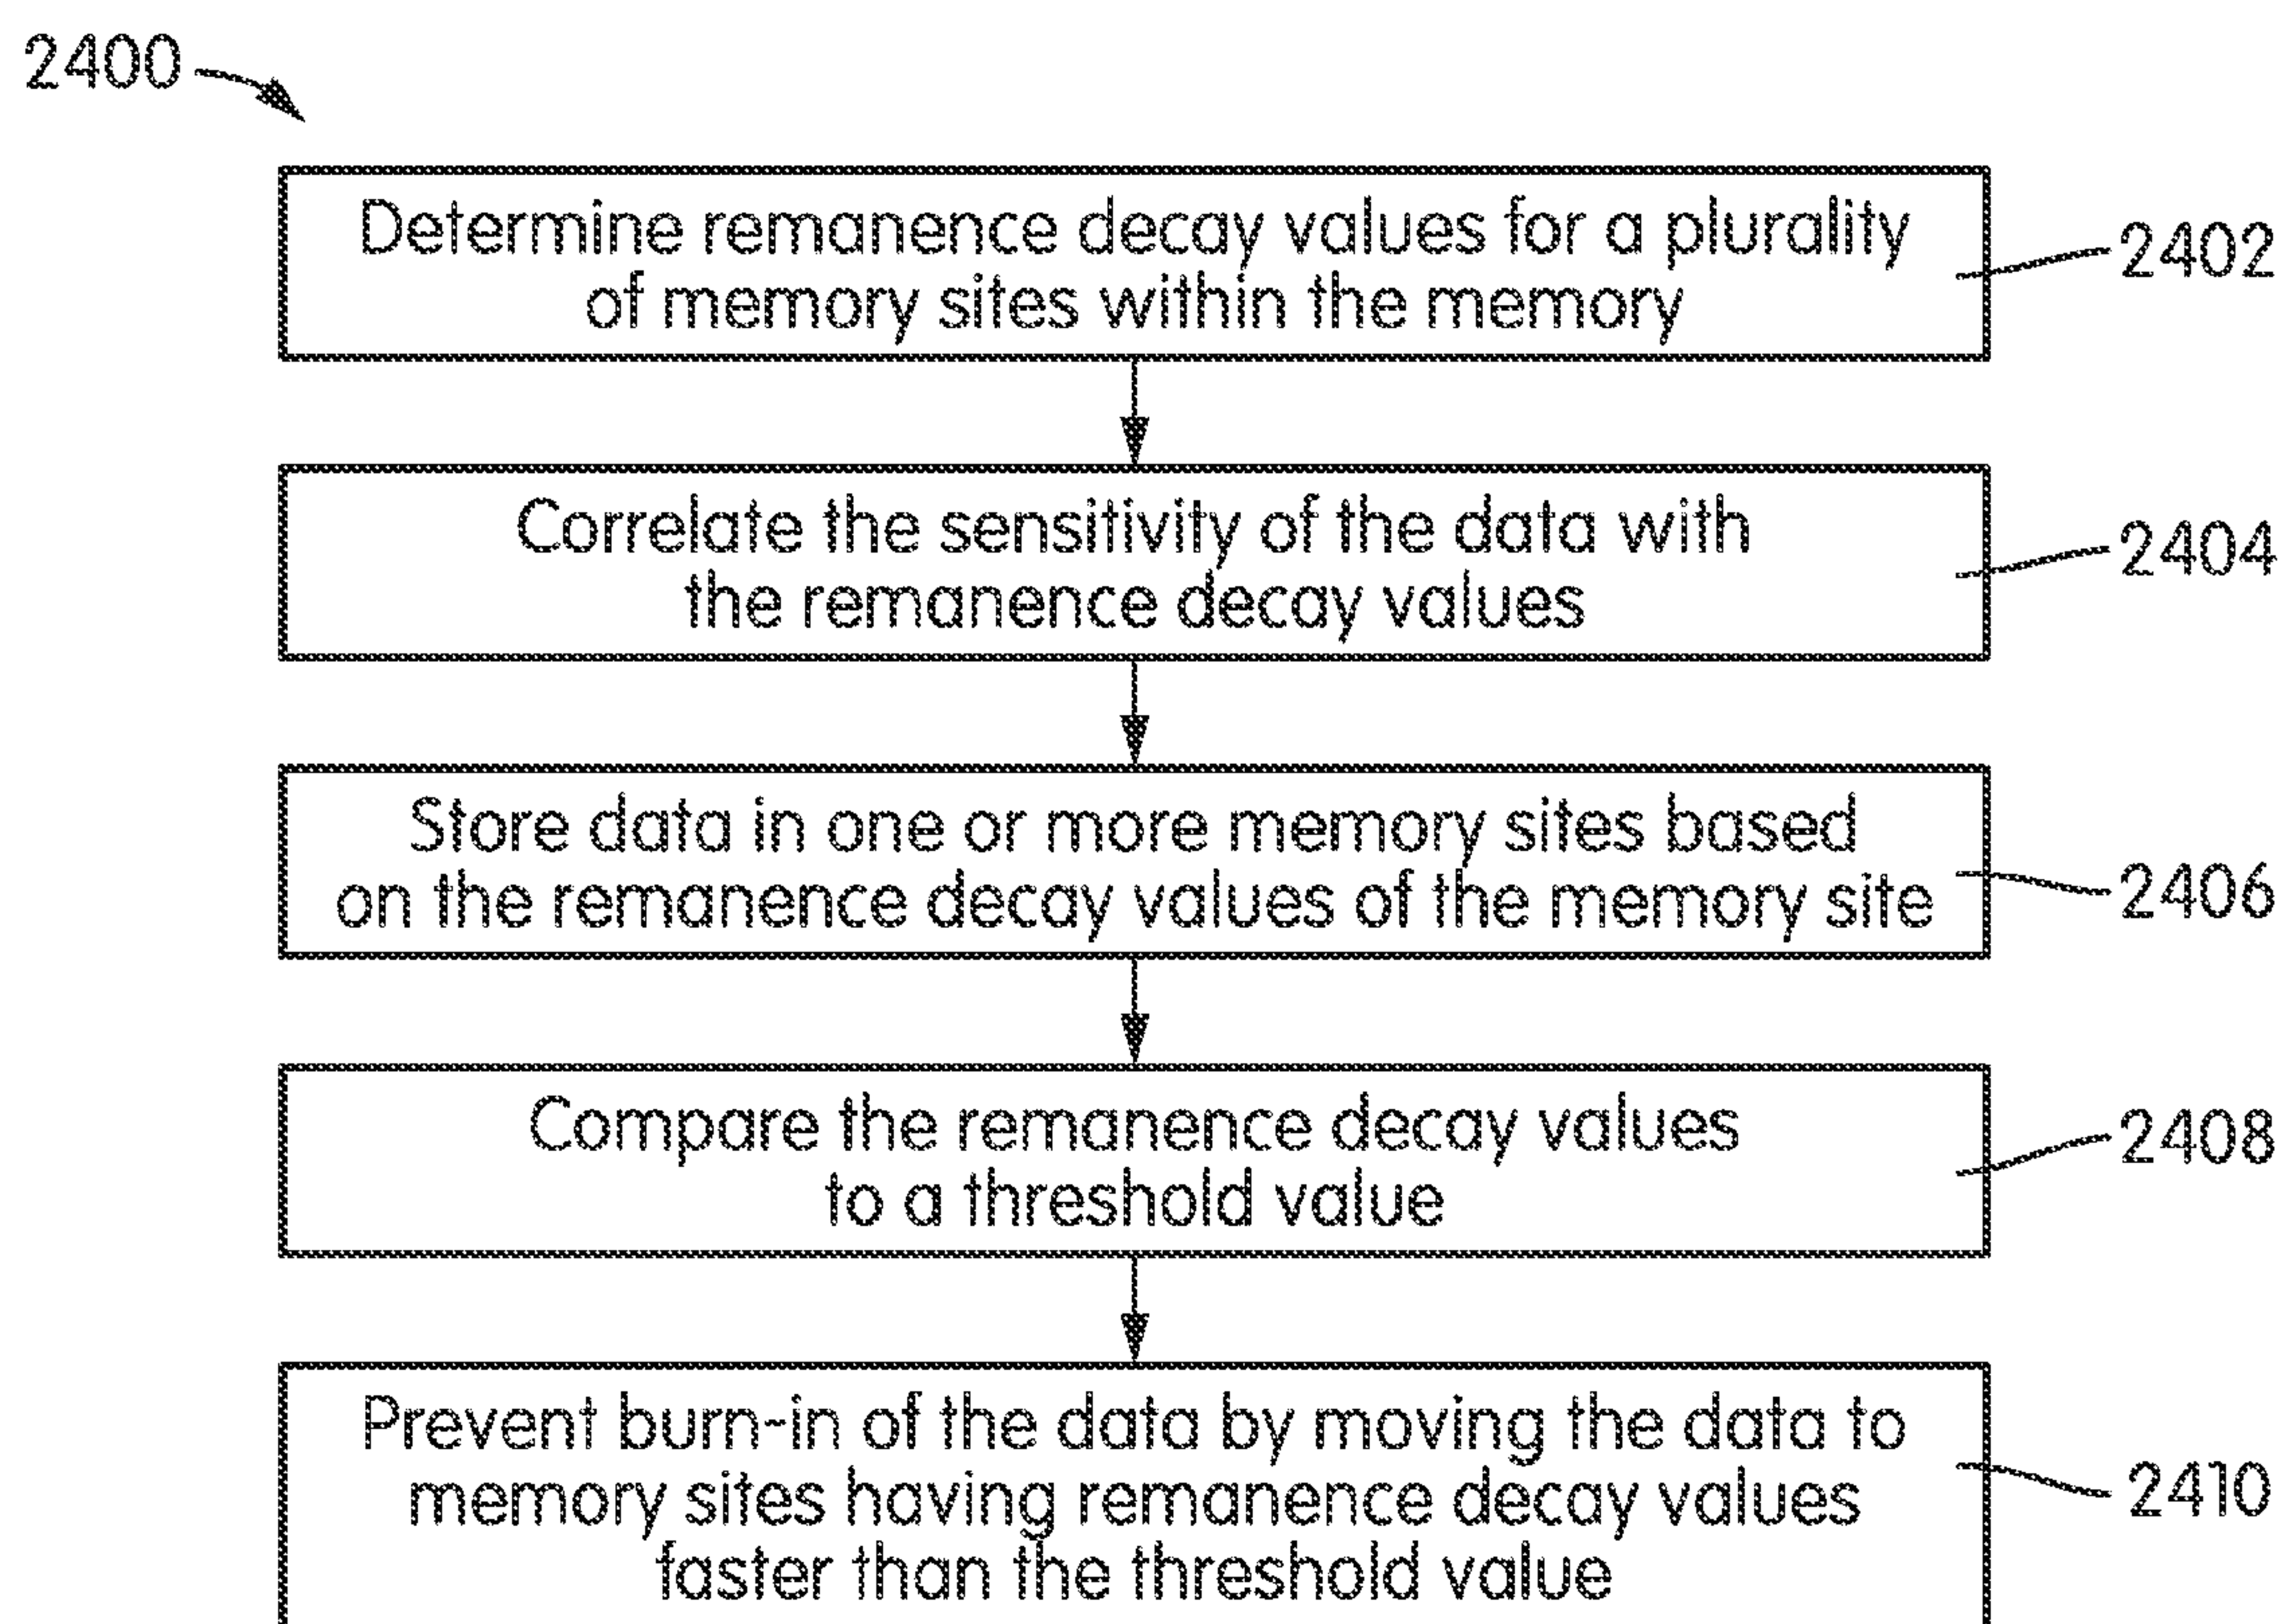 2400
Determine remanence decay values for a plurality
of memory sites within the memory
2402
Correlate the sensitivity of the data with
the remanence decay values
2404
Store data in one or more memory sites based
on the remanence decay values of the memory site
2406
Compare the remanence decay values
to a threshold value
2408
Prevent burn-in of the data by moving the data to
memory sites having remanence decay values
faster than the threshold value
2410